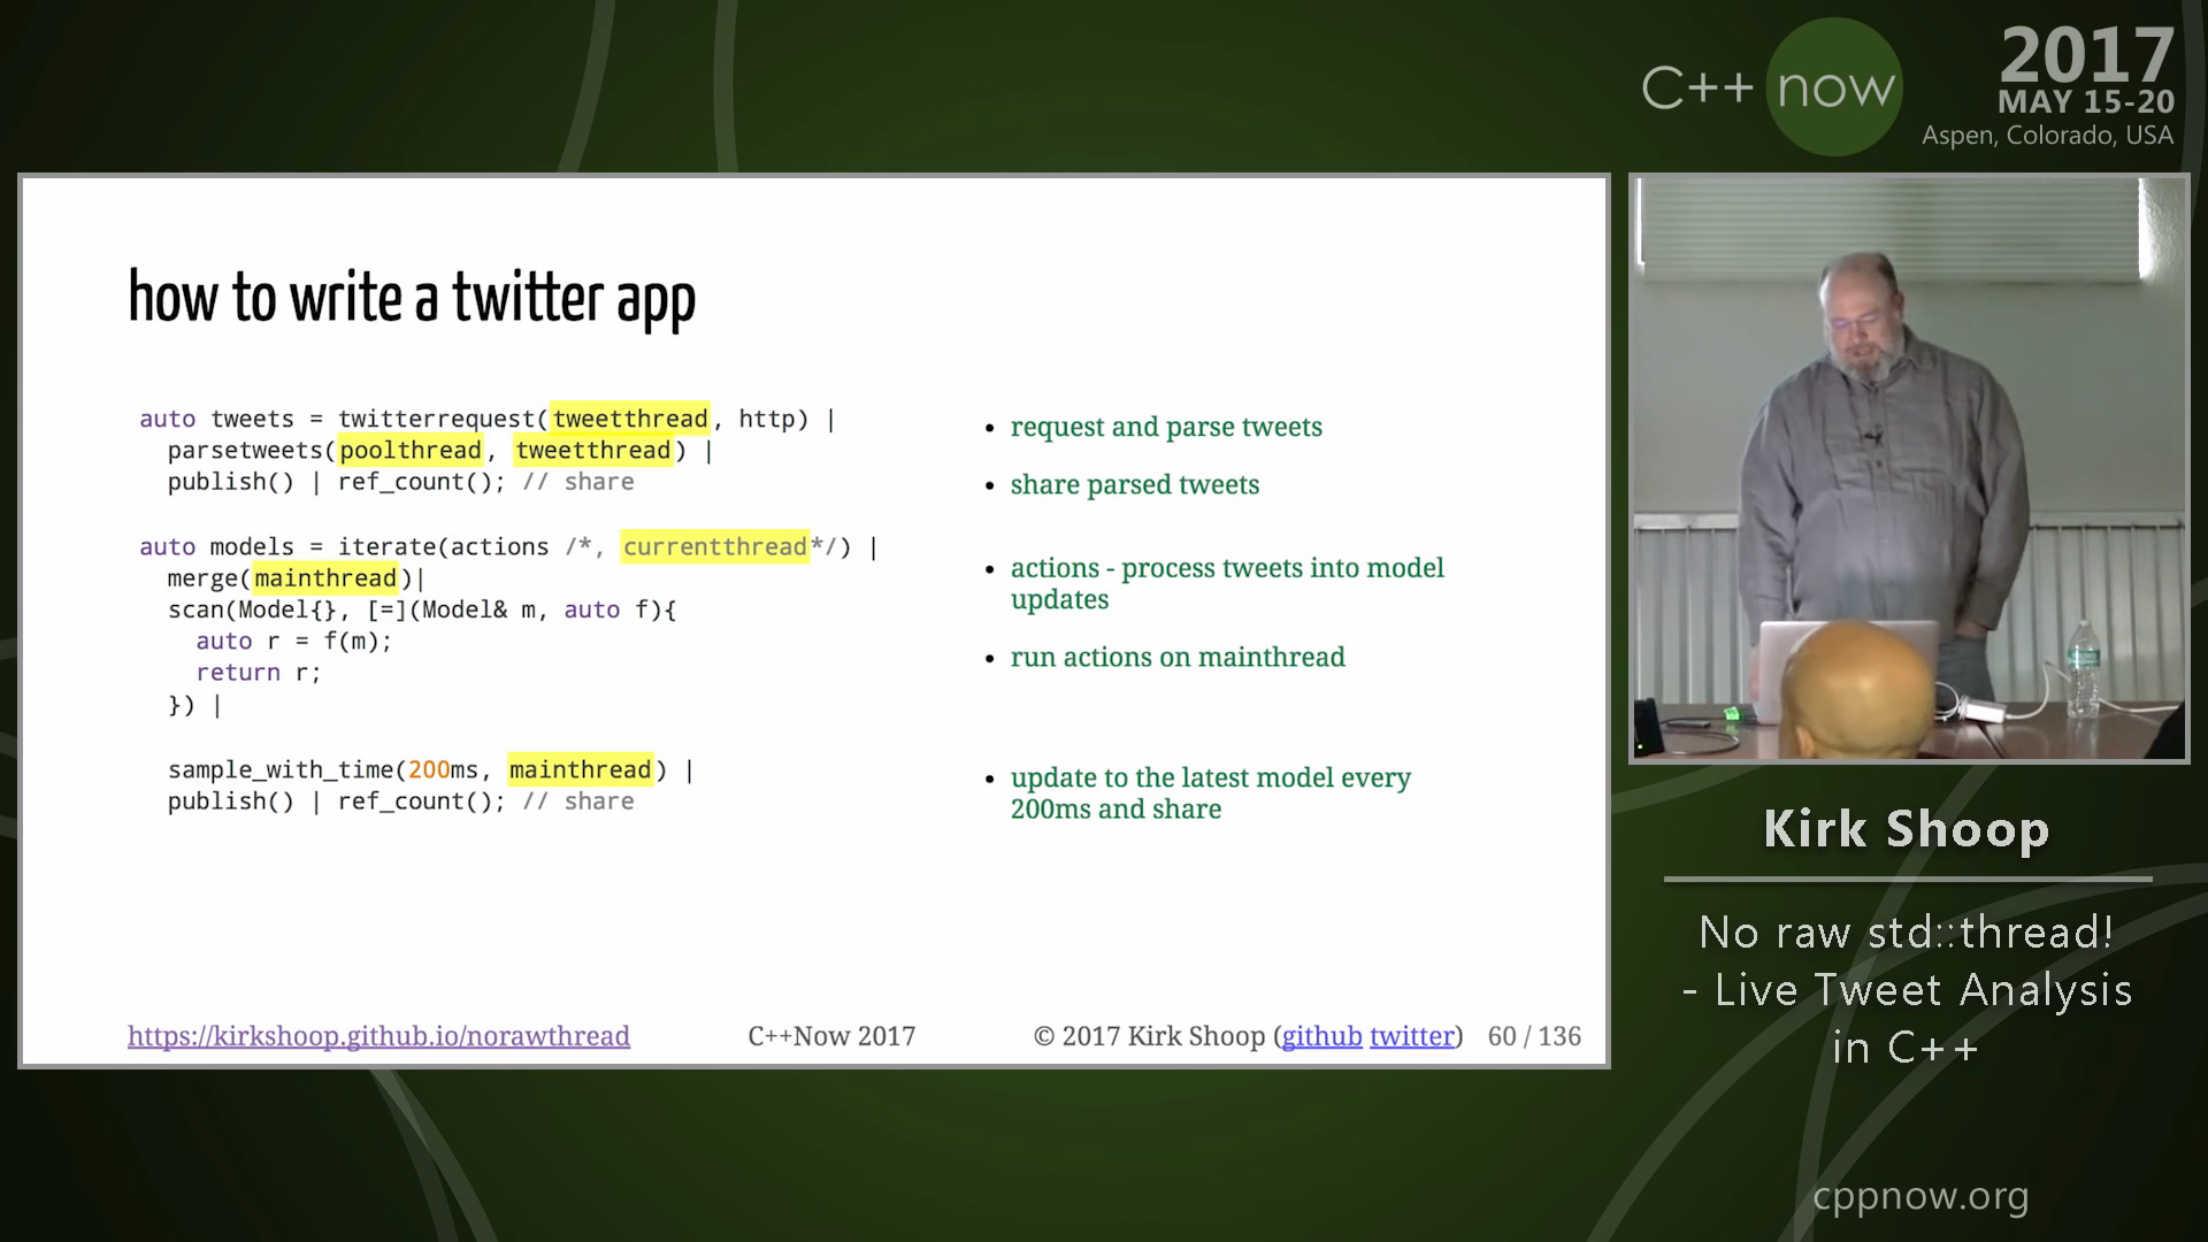 C++ now
2017
MAY 15-20
Aspen, Colorado, USA
how to write a twitter app
auto tweets = twitterrequest(tweetthread, http) |
parsetweets(poolthread, tweetthread) |
publish() | ref_count(); // share
auto models = iterate(actions /*, currentthread*/) |
merge(mainthread)|
scan(Model{}, [=](Model& m, auto f){
auto r = f(m);
return r;
}) |
sample_with_time(200ms, mainthread) |
publish() | ref_count(); // share
• request and parse tweets
• share parsed tweets
• actions - process tweets into model
updates
• run actions on mainthread
• update to the latest model every
200ms and share
https://kirkshoop.github.io/norawthread
C++Now 2017
© 2017 Kirk Shoop (github twitter)
60 / 136
Kirk Shoop
No raw std::thread!
- Live Tweet Analysis
in C++
cppnow.org